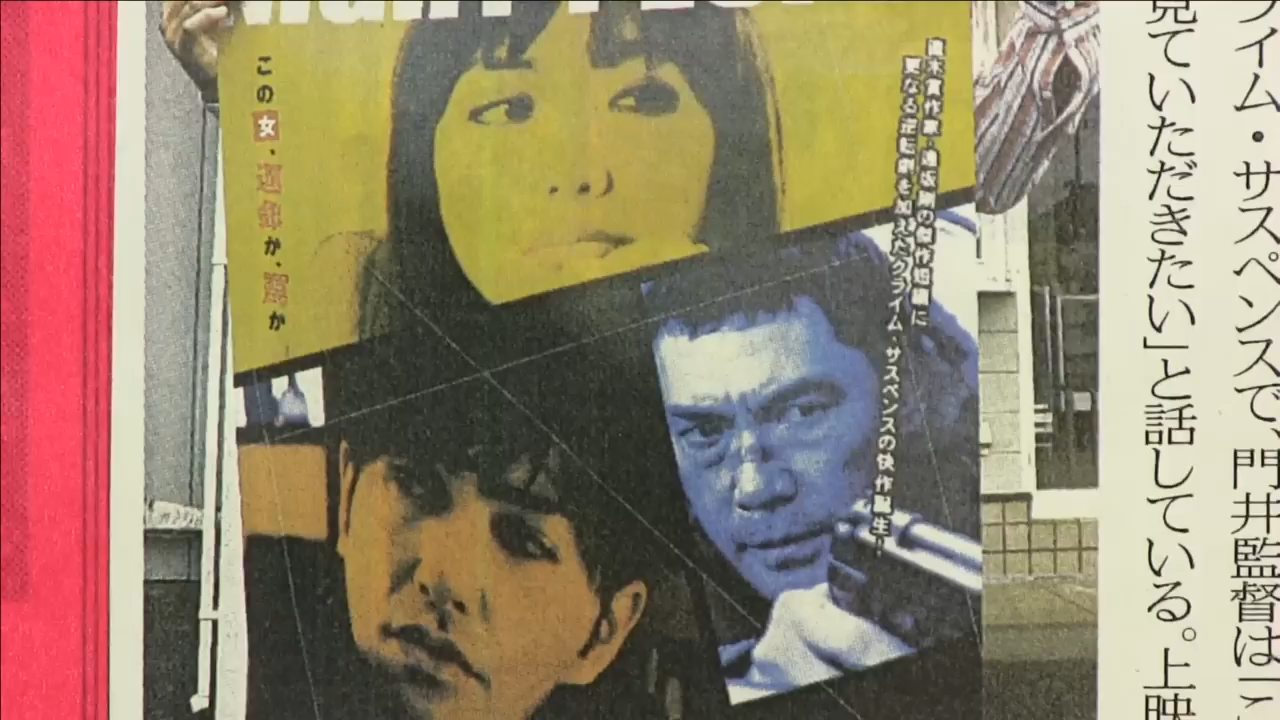 イム・サスペンスで、門井監督は「こ
見ていただきたい」と話している。上映
直木賞作家・逢坂剛の傑作短編に
更なる逆転劇を加えたクライム・サスペンスの快作誕生!
この女、運命か、罠か